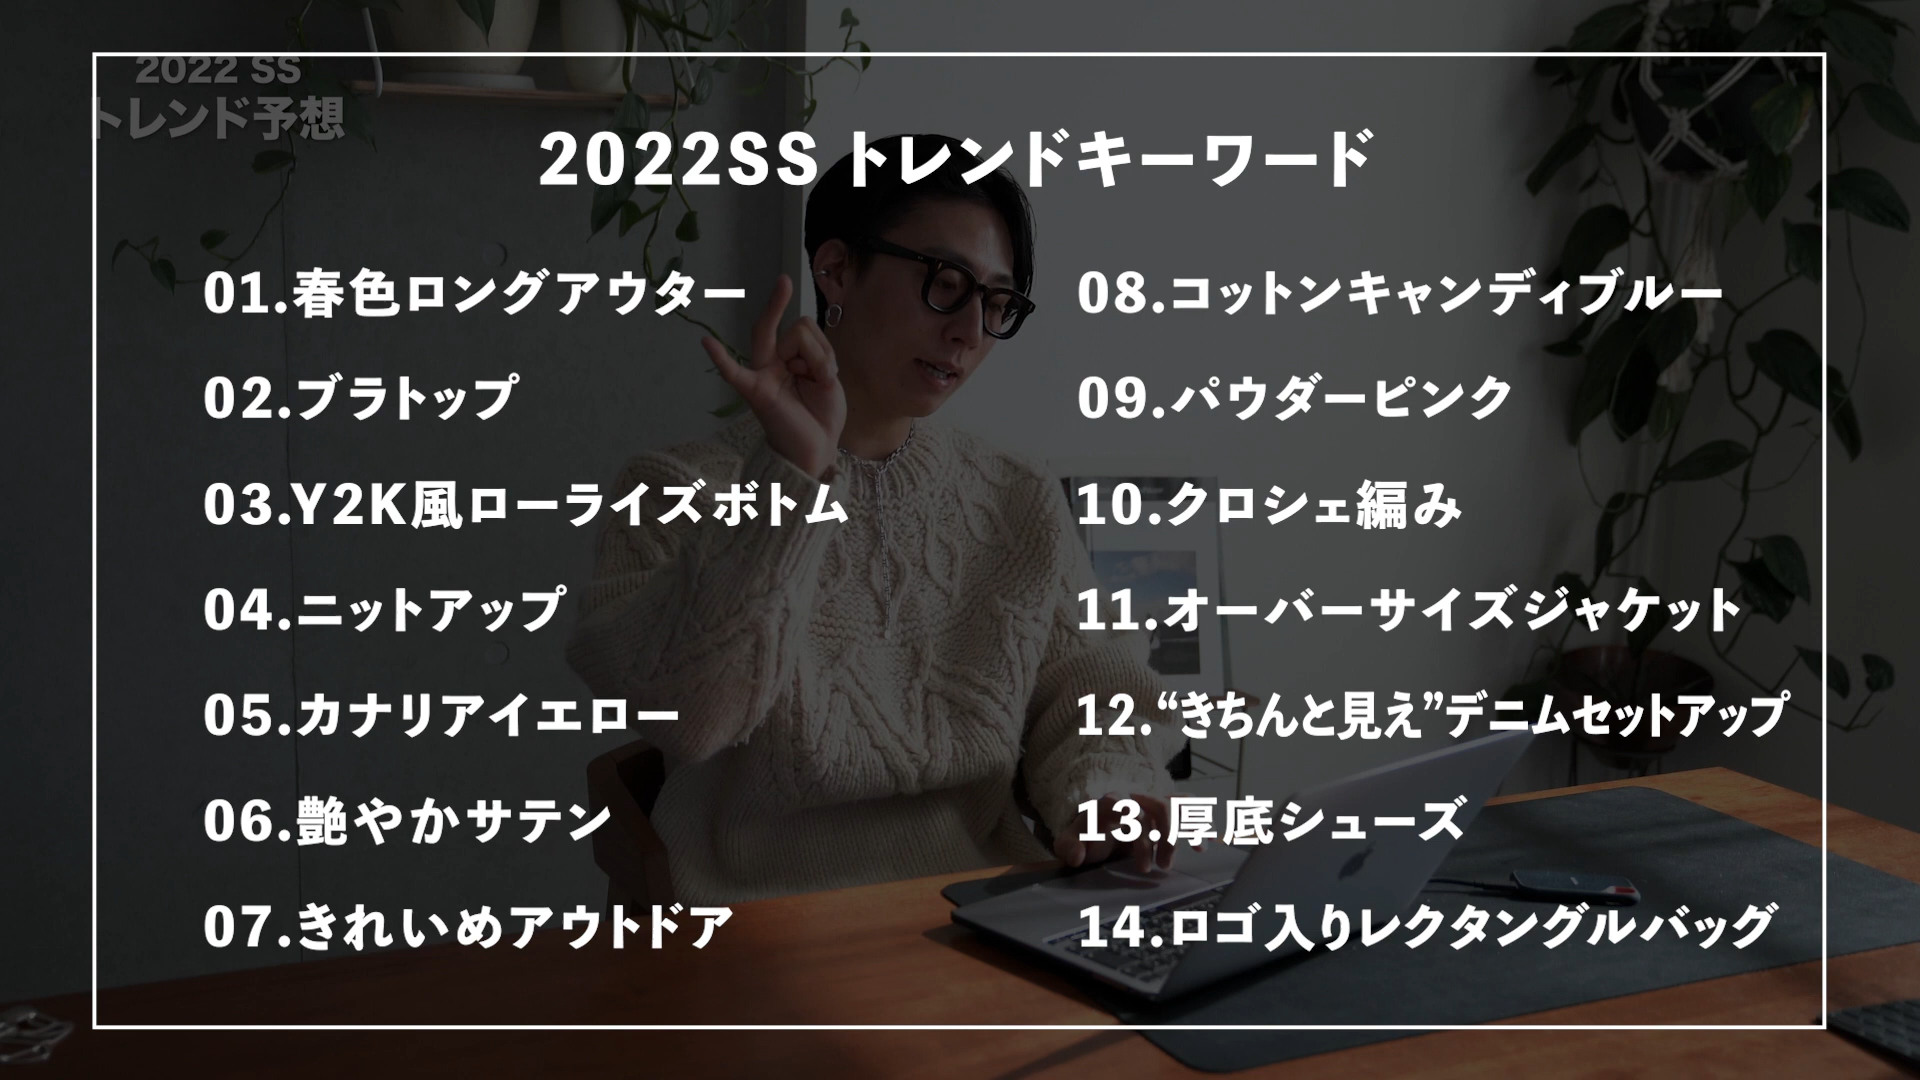 2022 SS
トレンド予想
2022SS トレンドキーワード
01.春色ロングアウター
02.ブラトップ
03.Y2K風ローライズボトム
04.ニットアップ
05.カナリアイエロー
06.艶やかサテン
07.きれいめアウトドア
08.コットンキャンディブルー
09.パウダーピンク
10.クロシェ編み
11.オーバーサイズジャケット
12.“きちんと見え”デニムセットアップ
13.厚底シューズ
14.ロゴ入りレクタングルバッグ